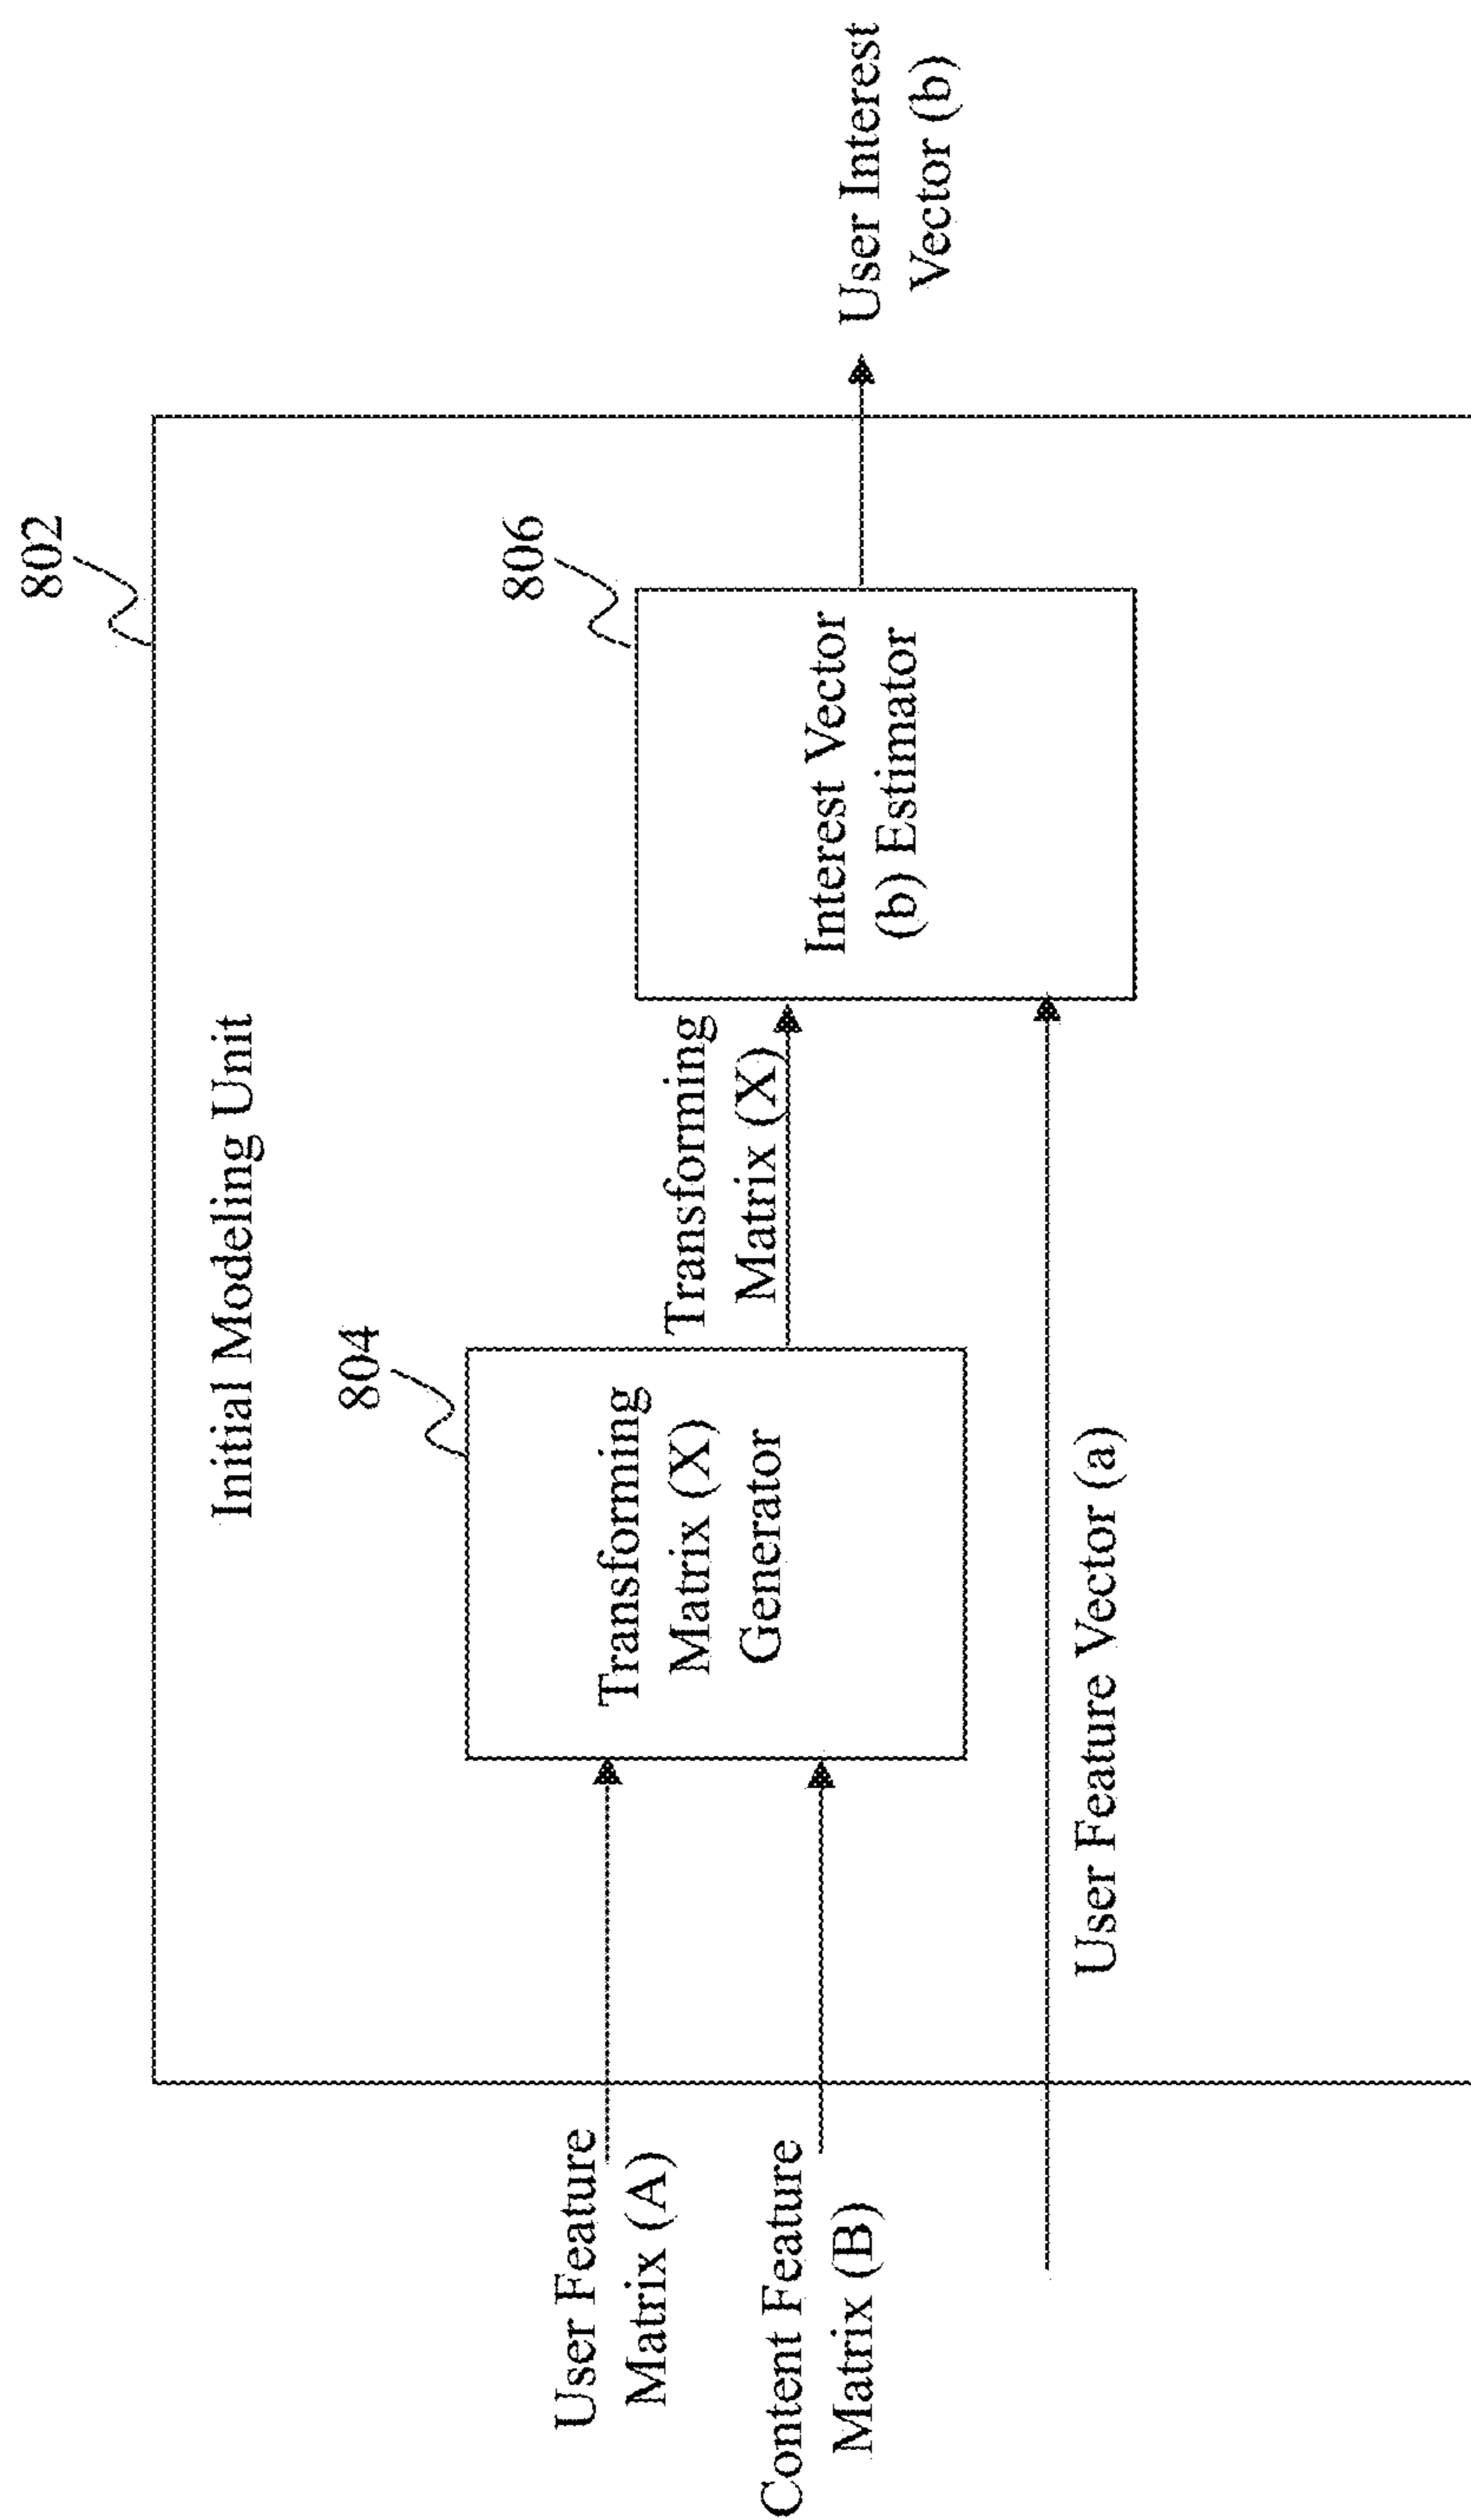 802
Initial Modeling Unit
804
806
User Feature
Matrix (A)
Content Feature
Matrix (B)
Transforming
Matrix (X)
Generator
Transforming
Matrix (X)
Interest Vector
(b) Estimator
User Interest
Vector (b)
User Feature Vector (a)